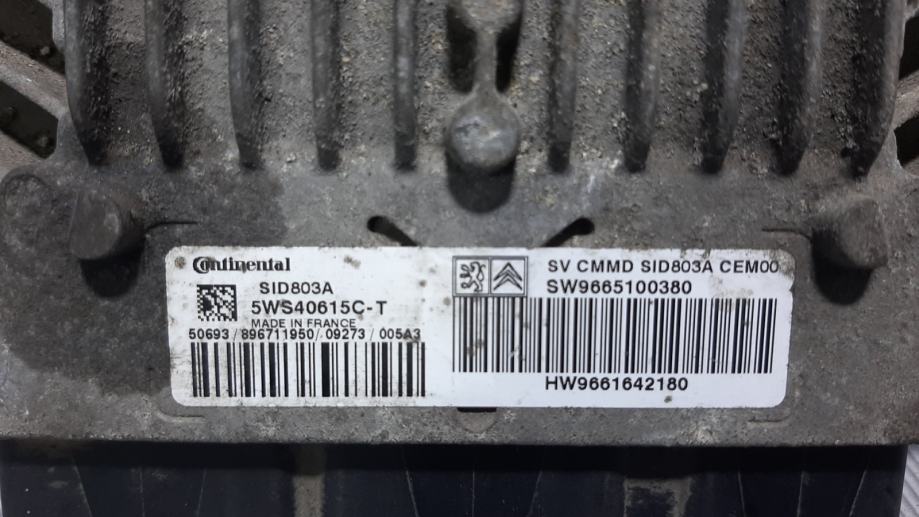 Continental
SID803A
5WS40615C-T
MADE IN FRANCE
50693/896711950/09273/005A3
SV CMMD SID803A CEM00
SW9665100380
HW9661642180